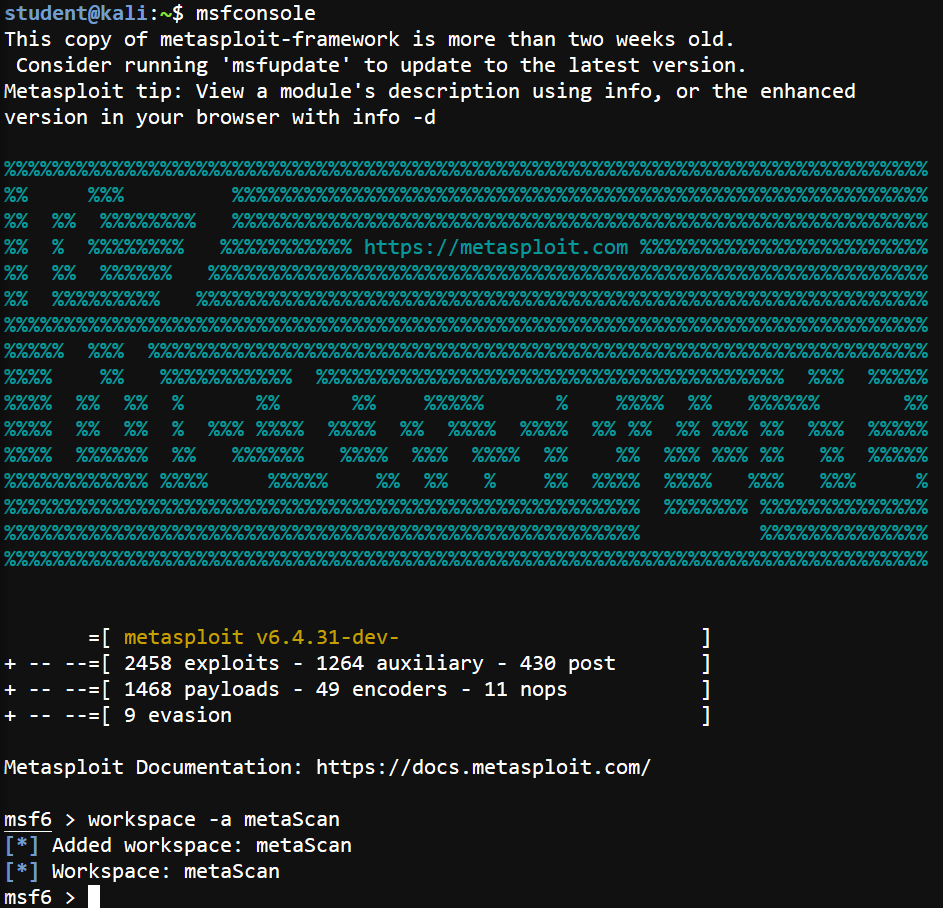 student@kali:~$ msfconsole
This copy of metasploit-framework is more than two weeks old.
 Consider running 'msfupdate' to update to the latest version.
Metasploit tip: View a module's description using info, or the enhanced
version in your browser with info -d

%%%%%%%%%%%%%%%%%%%%%%%%%%%%%%%%%%%%%%%%%%%%%%%%%%%%%%%%%%%%%%%%%%%%%%%%%%%%%%%
%%     %%%         %%%%%%%%%%%%%%%%%%%%%%%%%%%%%%%%%%%%%%%%%%%%%%%%%%%%%%%%%%
%%  %%  %%%%%%%%   %%%%%%%%%%%%%%%%%%%%%%%%%%%%%%%%%%%%%%%%%%%%%%%%%%%%%%%%%%
%%  %  %%%%%%%%   %%%%%%%%%%% https://metasploit.com %%%%%%%%%%%%%%%%%%%%%%%%
%%  %%  %%%%%%   %%%%%%%%%%%%%%%%%%%%%%%%%%%%%%%%%%%%%%%%%%%%%%%%%%%%%%%%%%%%
%%  %%%%%%%%%   %%%%%%%%%%%%%%%%%%%%%%%%%%%%%%%%%%%%%%%%%%%%%%%%%%%%%%%%%%%%%
%%%%%%%%%%%%%%%%%%%%%%%%%%%%%%%%%%%%%%%%%%%%%%%%%%%%%%%%%%%%%%%%%%%%%%%%%%%%%%%
%%%%%  %%%  %%%%%%%%%%%%%%%%%%%%%%%%%%%%%%%%%%%%%%%%%%%%%%%%%%%%%%%%%%%%%%%%%
%%%%    %%   %%%%%%%%%%%  %%%%%%%%%%%%%%%%%%%%%%%%%%%%%%%%%%%%%%%  %%%  %%%%%
%%%%  %%  %%  %      %%      %%    %%%%%      %    %%%%  %%   %%%%%%       %%
%%%%  %%  %%  %  %%% %%%%  %%%%  %%  %%%%  %%%%  %% %%  %% %%% %%  %%%  %%%%%
%%%%  %%%%%%  %%   %%%%%%   %%%%  %%%  %%%%  %%    %%  %%% %%% %%   %%  %%%%%
%%%%%%%%%%%% %%%%     %%%%%    %%  %%   %    %%  %%%%  %%%%   %%%   %%%     %
%%%%%%%%%%%%%%%%%%%%%%%%%%%%%%%%%%%%%%%%%%%%%%%%%%%%%  %%%%%%% %%%%%%%%%%%%%%
%%%%%%%%%%%%%%%%%%%%%%%%%%%%%%%%%%%%%%%%%%%%%%%%%%%%%          %%%%%%%%%%%%%%
%%%%%%%%%%%%%%%%%%%%%%%%%%%%%%%%%%%%%%%%%%%%%%%%%%%%%%%%%%%%%%%%%%%%%%%%%%%%%%%

       =[ metasploit v6.4.31-dev-                         ]
+ -- --=[ 2458 exploits - 1264 auxiliary - 430 post       ]
+ -- --=[ 1468 payloads - 49 encoders - 11 nops           ]
+ -- --=[ 9 evasion                                       ]

Metasploit Documentation: https://docs.metasploit.com/

msf6 > workspace -a metaScan
[*] Added workspace: metaScan
[*] Workspace: metaScan
msf6 >